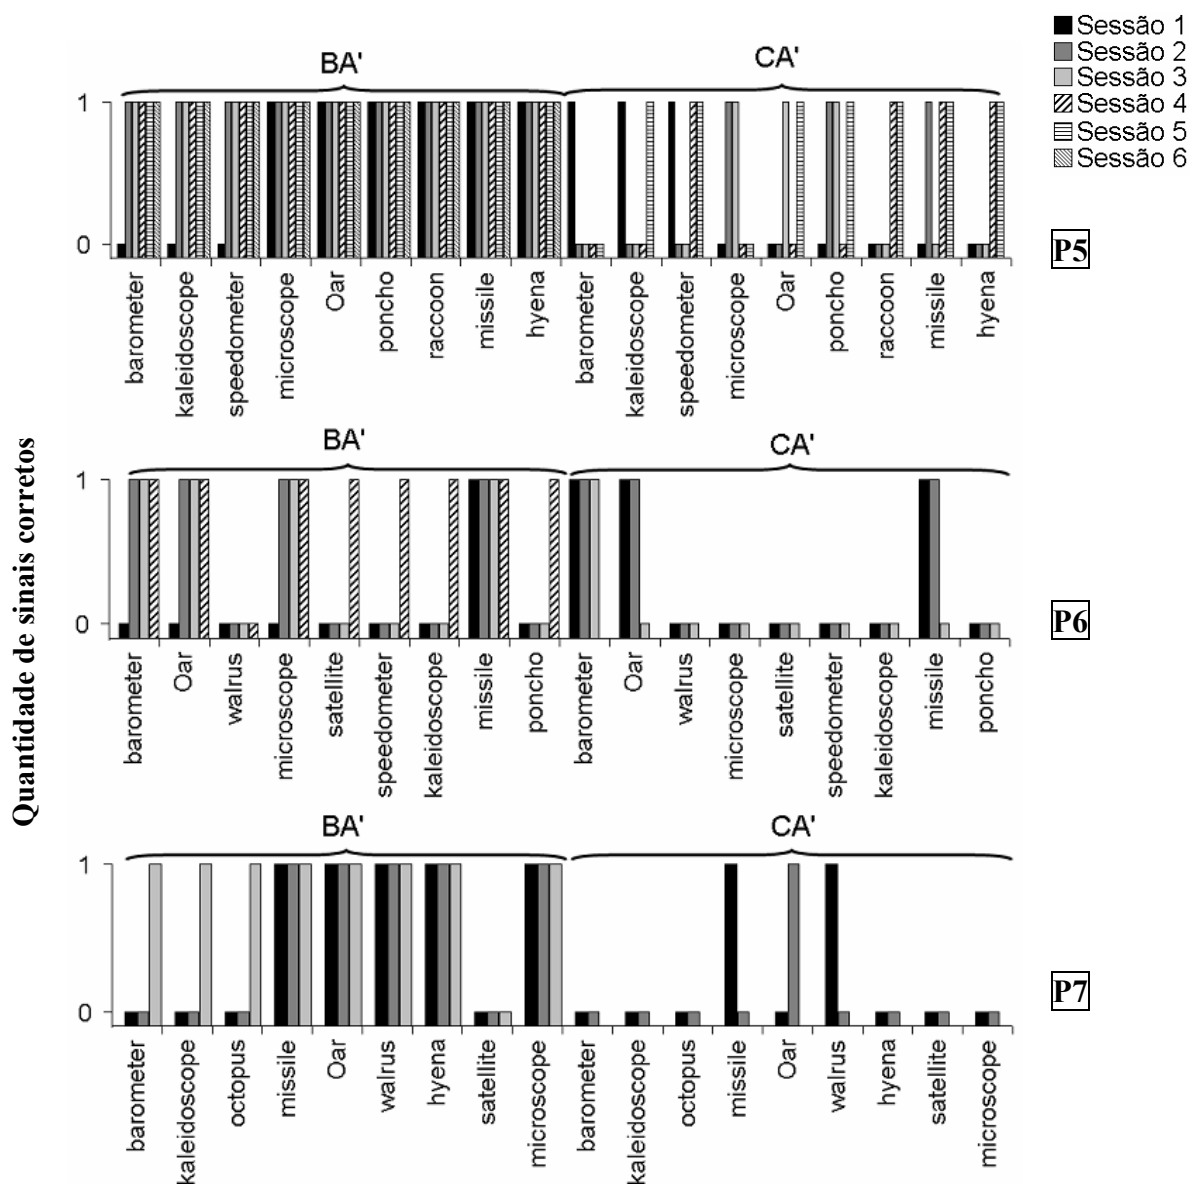 Sessão 1
Sessão 2
Sessão 3
Sessão 4
Sessão 5
Sessão 6
Quantidade de sinais corretos
BA' CA'
1
0
barometer kaleidoscope speedometer microscope Oar poncho raccoon missile hyena barometer kaleidoscope speedometer microscope Oar poncho raccoon missile hyena
P5
BA' CA'
1
0
barometer Oar walrus microscope satellite speedometer kaleidoscope missile poncho barometer Oar walrus microscope satellite speedometer kaleidoscope missile poncho
P6
BA' CA'
1
0
barometer kaleidoscope octopus missile Oar walrus hyena satellite microscope barometer kaleidoscope octopus missile Oar walrus hyena satellite microscope
P7